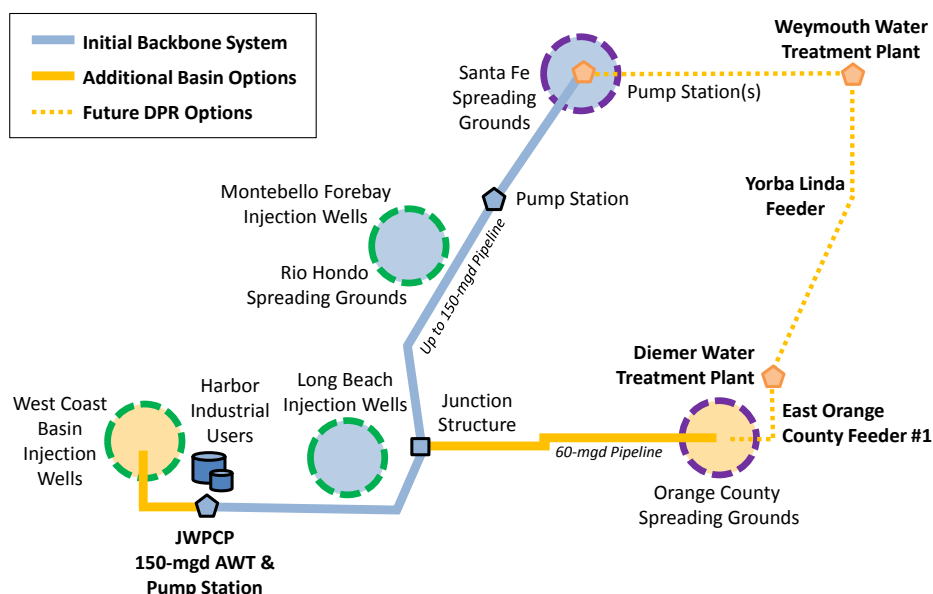 Initial Backbone System
Additional Basin Options
Future DPR Options
Weymouth Water
Treatment Plant
Santa Fe
Spreading
Grounds
Pump Station(s)
Montebello Forebay
Injection Wells
Pump Station
Yorba Linda
Feeder
Rio Hondo
Spreading Grounds
Up to 150-mgd Pipeline
Diemer Water
Treatment Plant
West Coast
Basin
Injection
Wells
Harbor
Industrial
Users
Long Beach
Injection Wells
Junction
Structure
60-mgd Pipeline
East Orange
County Feeder #1
Orange County
Spreading Grounds
JWPCP
150-mgd AWT &
Pump Station